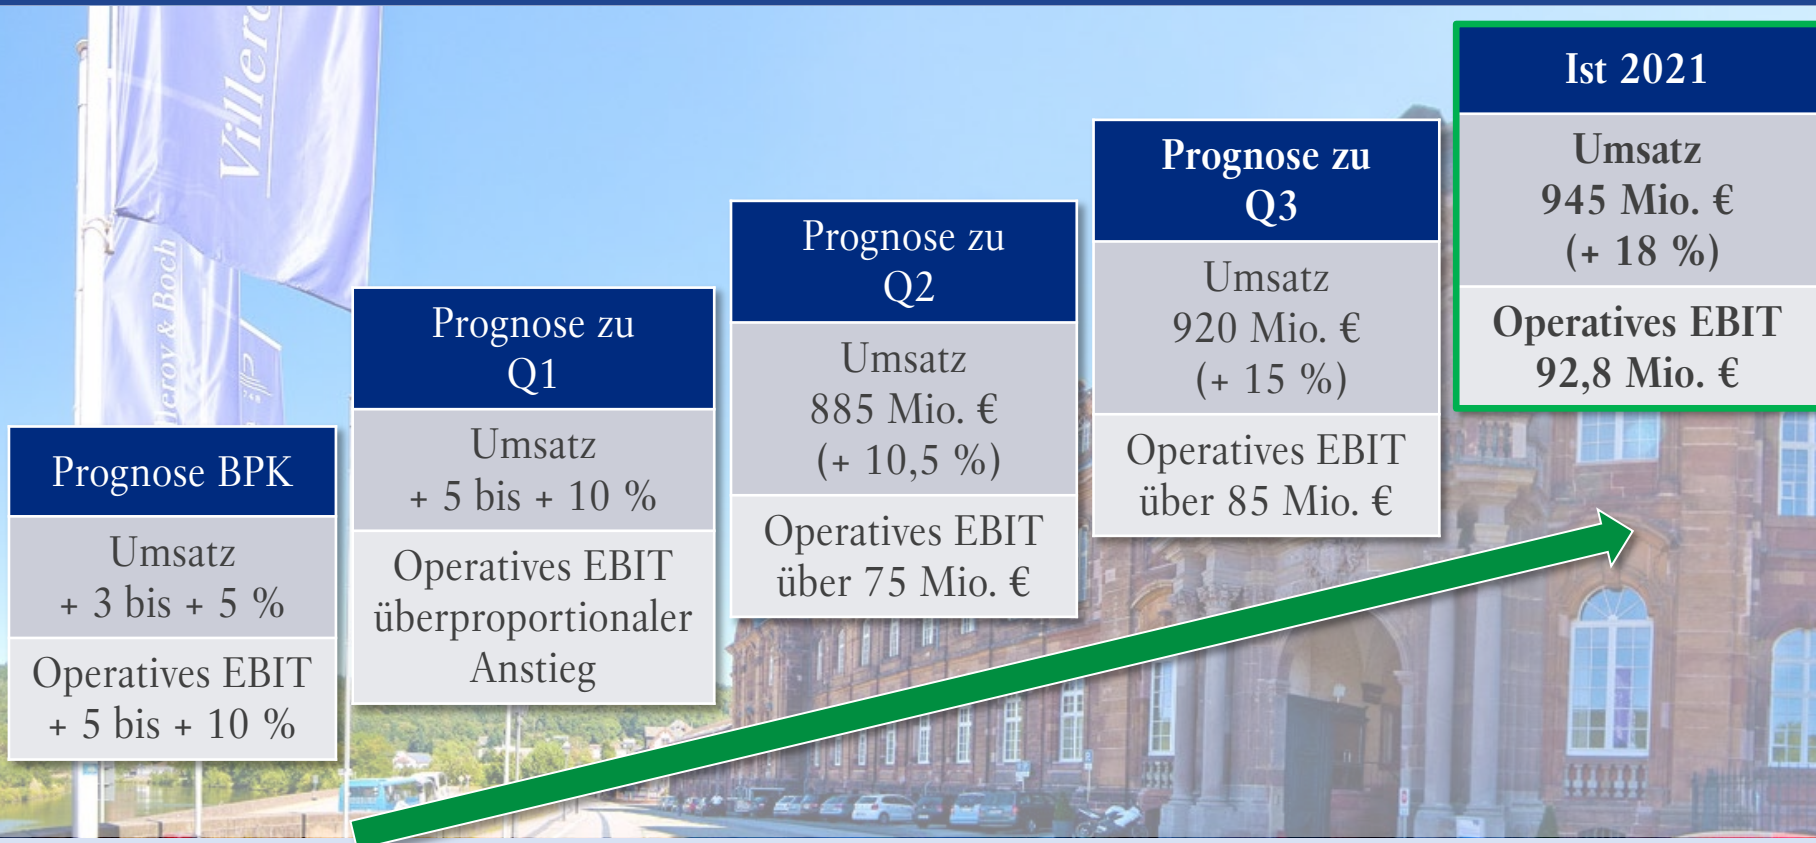 Villero
leroy & Boch
Prognose BPK
Umsatz
+ 3 bis + 5 %
Operatives EBIT
+ 5 bis + 10 %
Prognose zu
Q1
Umsatz
+ 5 bis + 10 %
Operatives EBIT
überproportionaler
Anstieg
Prognose zu
Q2
Umsatz
885 Mio. €
(+ 10,5 %)
Operatives EBIT
über 75 Mio. €
Prognose zu
Q3
Umsatz
920 Mio. €
(+ 15 %)
Operatives EBIT
über 85 Mio. €
Ist 2021
Umsatz
945 Mio. €
(+ 18 %)
Operatives EBIT
92,8 Mio. €